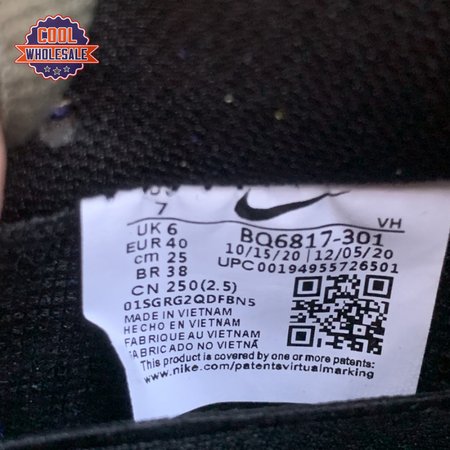 COOL
WHOLESALE
7
VH
UK 6
BQ6817-301
EUR 40
10/15/20 | 12/05/20
cm 25
UPC 00194955726501
BR 38
CN 250(2.5)
01SGRG2QDFBN5
MADE IN VIETNAM
HECHO EN VIETNAM
FABRIQUE AU VIETNAM
FABRICADO NO VIETNÃ
This product is covered by one or more patents:
www.nike.com/patentsvirtualmarking